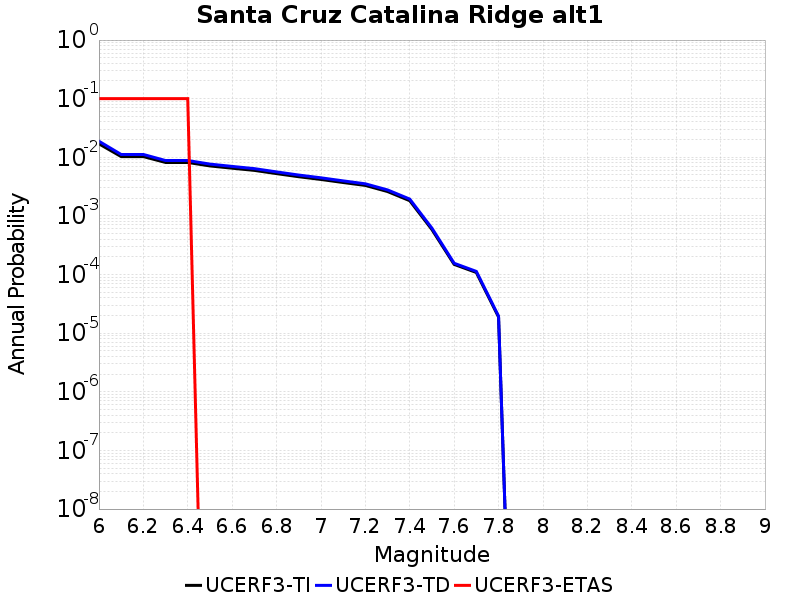 Santa Cruz Catalina Ridge alt1
Annual Probability
10^0
10^-1
10^-2
10^-3
10^-4
10^-5
10^-6
10^-7
10^-8
6 6.2 6.4 6.6 6.8 7 7.2 7.4 7.6 7.8 8 8.2 8.4 8.6 8.8 9
Magnitude
UCERF3-TI UCERF3-TD UCERF3-ETAS